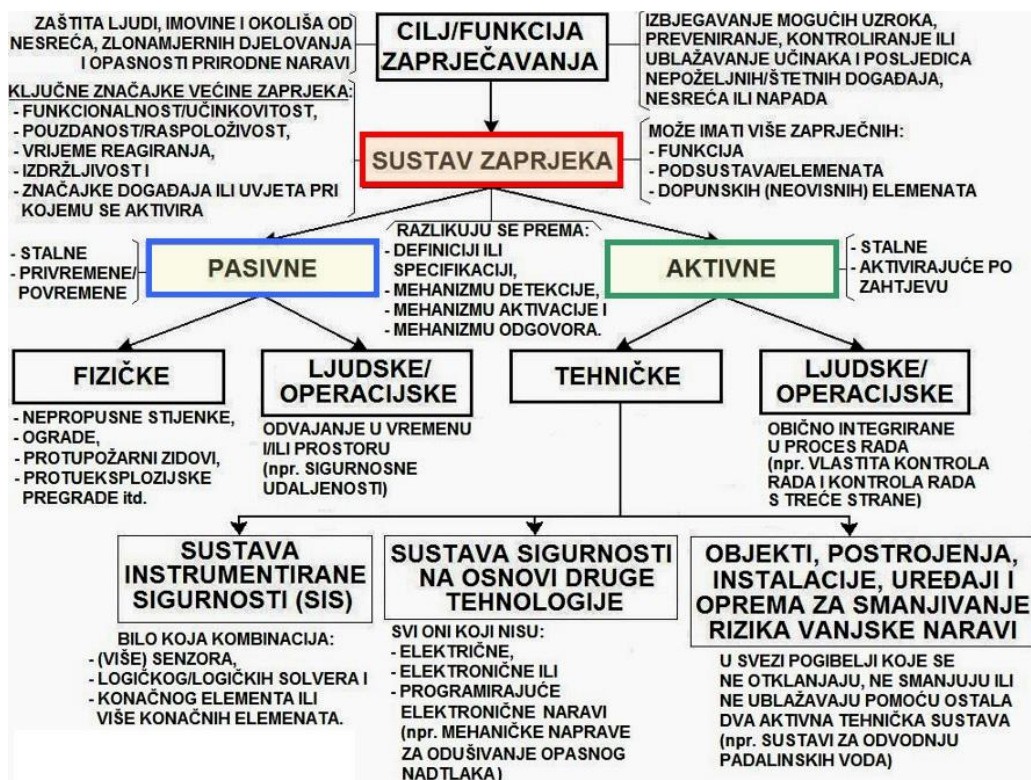 ZAŠTITA LJUDI, IMOVINE I OKOLIŠA OD
NESREĆA, ZLONAMJERNIH DJELOVANJA
I OPASNOSTI PRIRODNE NARAVI
CILJ/FUNKCIJA
ZAPRJEČAVANJA
IZBJEGAVANJE MOGUĆIH UZROKA,
PREVENIRANJE, KONTROLIRANJE ILI
UBLAŽAVANJE UČINAKA I POSLJEDICA
NEPOŽELJNIH/ŠTETNIH DOGAĐAJA,
NESREĆA ILI NAPADA
KLJUČNE ZNAČAJKE VEĆINE ZAPRJEKA:
- FUNKCIONALNOST/UČINKOVITOST,
- POUZDANOST/RASPOLOŽIVOST,
- VRIJEME REAGIRANJA,
- IZDRŽLJIVOST I
- ZNAČAJKE DOGAĐAJA ILI UVJETA PRI
KOJEMU SE AKTIVIRA
SUSTAV ZAPRJEKA
MOŽE IMATI VIŠE ZAPRJEČNIH:
- FUNKCIJA
- PODSUSTAVA/ELEMENATA
- DOPUNSKIH (NEOVISNIH) ELEMENATA
- STALNE
- PRIVREMENE/
POVREMENE
PASIVNE
RAZLIKUJU SE PREMA:
- DEFINICIJI ILI
SPECIFIKACIJI,
- MEHANIZMU DETEKCIJE,
- MEHANIZMU AKTIVACIJE I
- MEHANIZMU ODGOVORA.
AKTIVNE
- STALNE
- AKTIVIRAJUĆE PO
ZAHTJEVU
FIZIČKE
- NEPROPUSNE STIJENKE,
- OGRADE,
- PROTUPOŽARNI ZIDOVI,
- PROTUEKSPLOZIJSKE
PREGRADE itd.
LJUDSKE/
OPERACIJSKE
ODVAJANJE U VREMENU
I/ILI PROSTORU
(npr. SIGURNOSNE
UDALJENOSTI)
TEHNIČKE
LJUDSKE/
OPERACIJSKE
OBIČNO INTEGRIRANE
U PROCES RADA
(npr. VLASTITA KONTROLA
RADA I KONTROLA RADA
S TREĆE STRANE)
SUSTAVA
INSTRUMENTIRANE
SIGURNOSTI (SIS)
BILO KOJA KOMBINACIJA:
- (VIŠE) SENZORA,
- LOGIČKOG/LOGIČKIH SOLVERA I
- KONAČNOG ELEMENTA ILI
VIŠE KONAČNIH ELEMENATA.
SUSTAVA SIGURNOSTI
NA OSNOVI DRUGE
TEHNOLOGIJE
SVI ONI KOJI NISU:
- ELEKTRIČNE,
- ELEKTRONIČNE ILI
- PROGRAMIRAJUĆE
ELEKTRONIČNE NARAVI
(npr. MEHANIČKE NAPRAVE
ZA ODUŠIVANJE OPASNOG
NADTLAKA)
OBJEKTI, POSTROJENJA,
INSTALACIJE, UREĐAJI I
OPREMA ZA SMANJIVANJE
RIZIKA VANJSKE NARAVI
U SVEZI POGIBELJI KOJE SE
NE OTKLANJAJU, NE SMANJUJU ILI
NE UBLAŽAVAJU POMOĆU OSTALA
DVA AKTIVNA TEHNIČKA SUSTAVA
(npr. SUSTAVI ZA ODVODNJU
PADALINSKIH VODA)